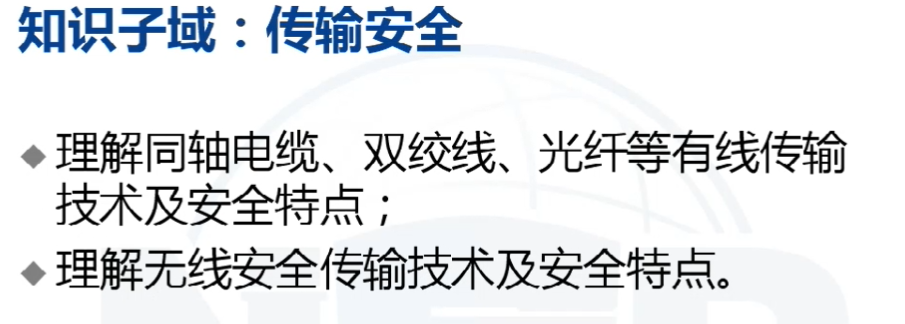 知识子域：传输安全
理解同轴电缆、双绞线、光纤等有线传输
技术及安全特点；
理解无线安全传输技术及安全特点。